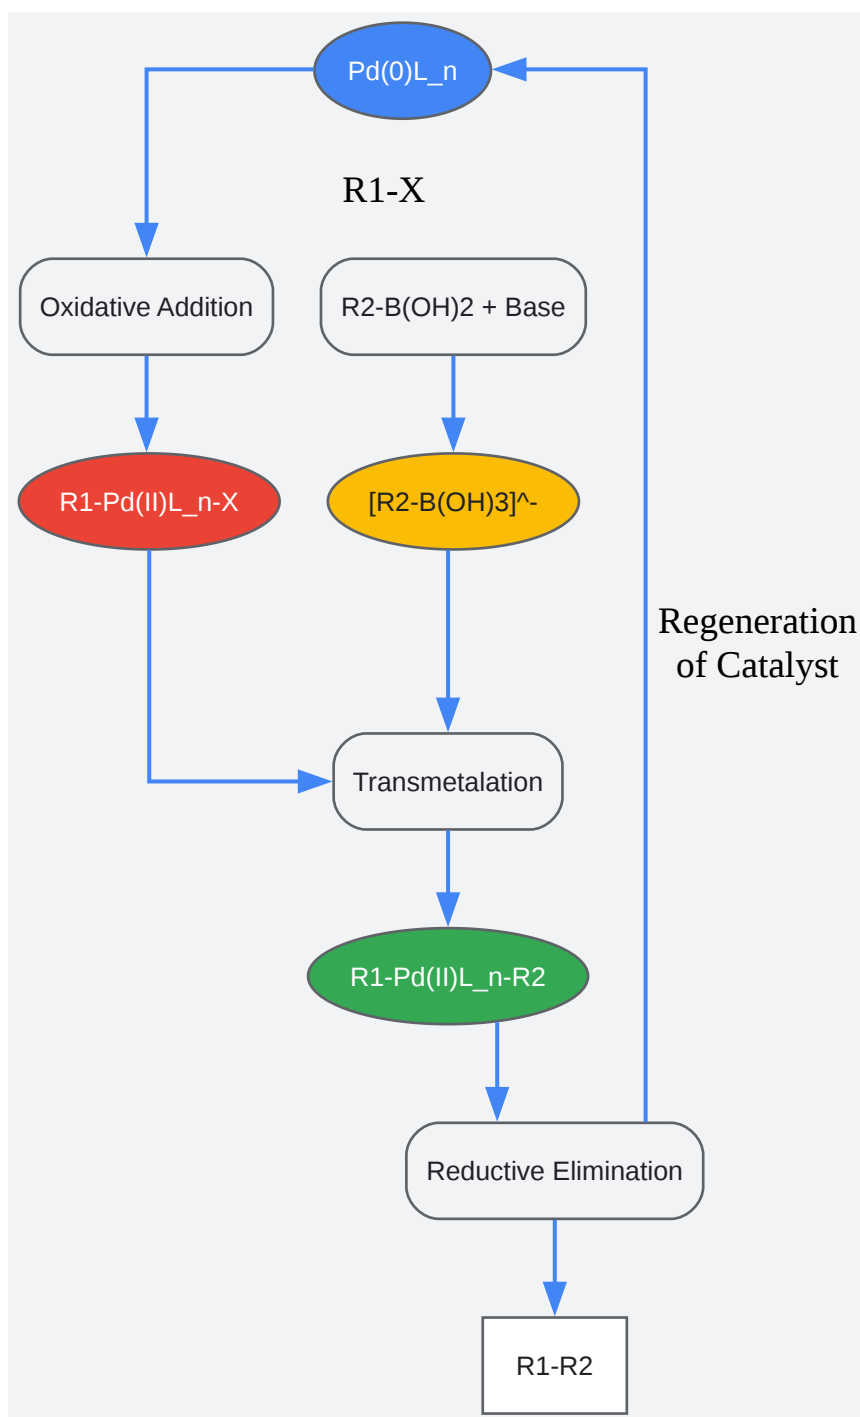 Pd(0)L_n
R1-X
Oxidative Addition
R2-B(OH)2 + Base
R1-Pd(II)L_n-X
[R2-B(OH)3]^-
Regeneration
of Catalyst
Transmetalation
R1-Pd(II)L_n-R2
Reductive Elimination
R1-R2